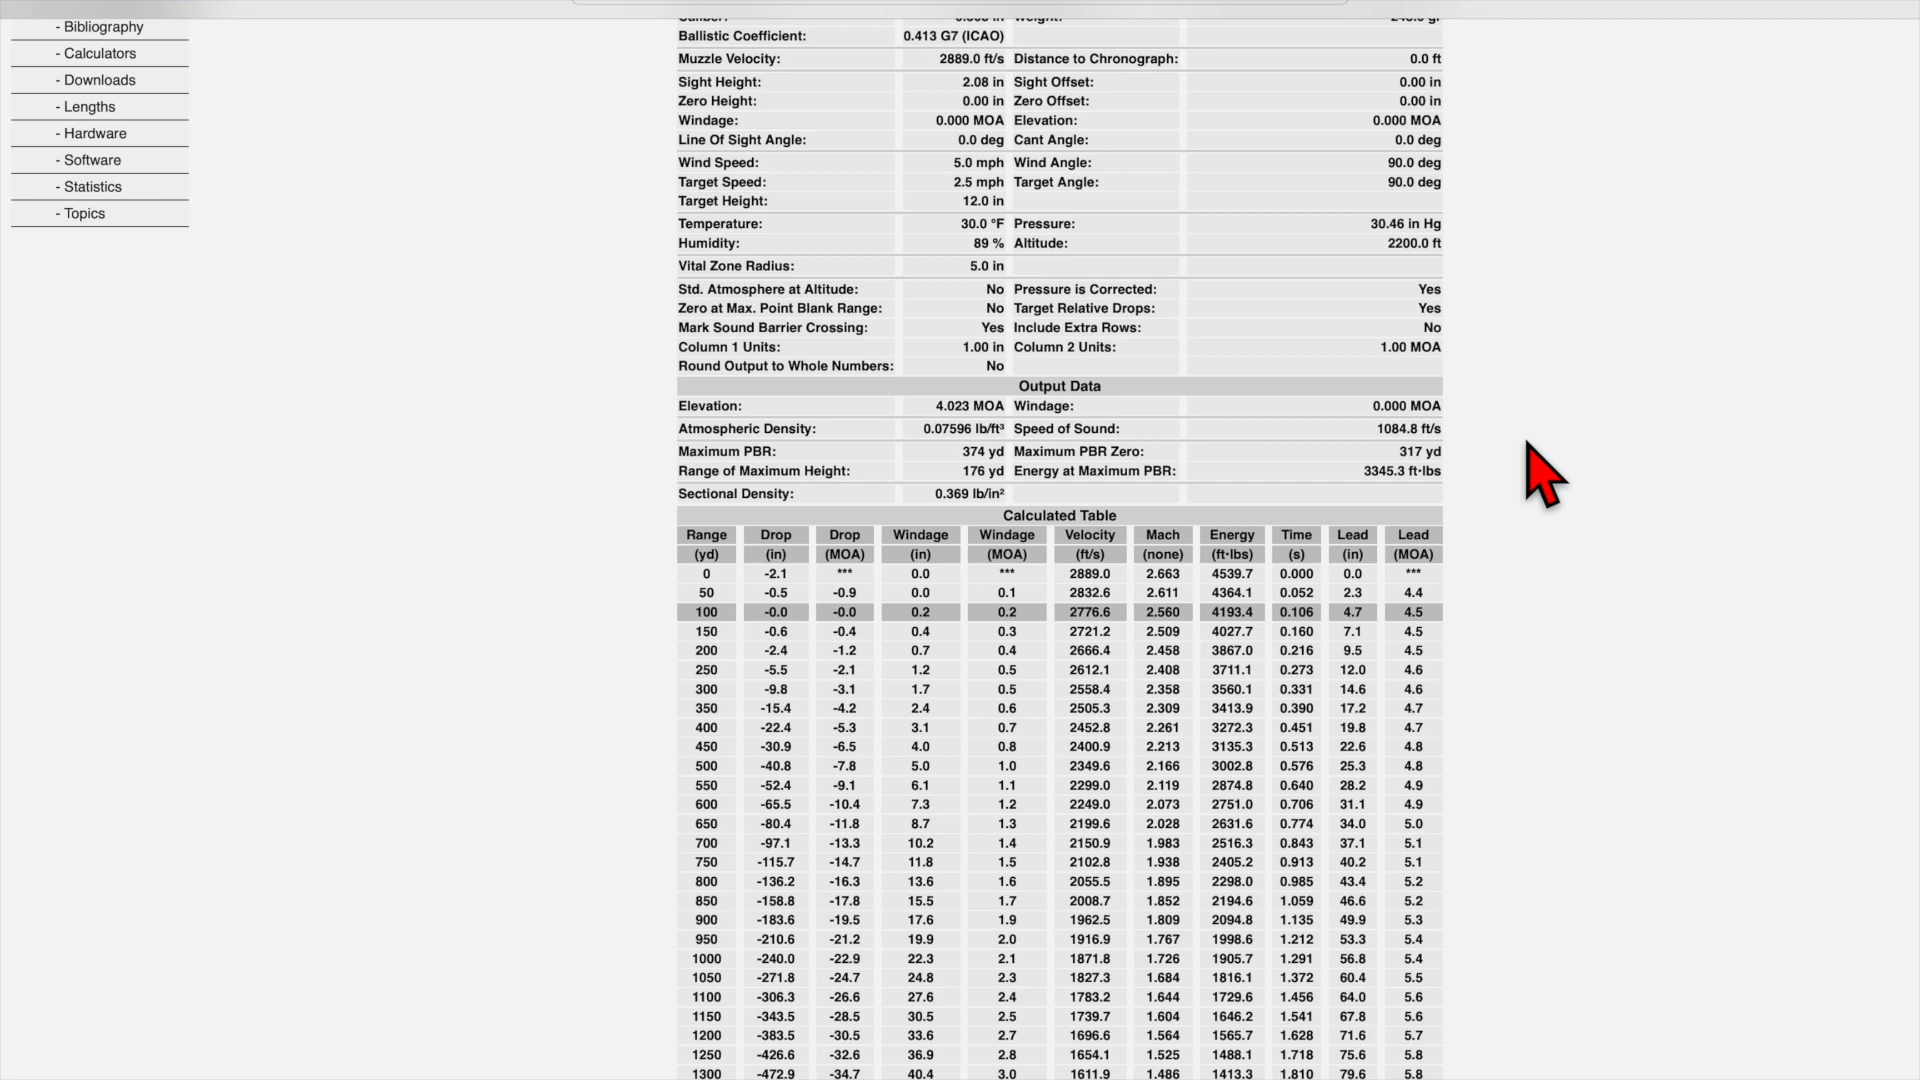 - Bibliography
- Calculators
- Downloads
- Lengths
- Hardware
- Software
- Statistics
- Topics
Ballistic Coefficient: 0.413 G7 (ICAO)
Muzzle Velocity: 2889.0 ft/s Distance to Chronograph: 0.0 ft
Sight Height: 2.08 in Sight Offset: 0.00 in
Zero Height: 0.00 in Zero Offset: 0.00 in
Windage: 0.000 MOA Elevation: 0.000 MOA
Line Of Sight Angle: 0.0 deg Cant Angle: 0.0 deg
Wind Speed: 5.0 mph Wind Angle: 90.0 deg
Target Speed: 2.5 mph Target Angle: 90.0 deg
Target Height: 12.0 in
Temperature: 30.0 °F Pressure: 30.46 in Hg
Humidity: 89 % Altitude: 2200.0 ft
Vital Zone Radius: 5.0 in
Std. Atmosphere at Altitude: No Pressure is Corrected: Yes
Zero at Max. Point Blank Range: No Target Relative Drops: Yes
Mark Sound Barrier Crossing: Yes Include Extra Rows: No
Column 1 Units: 1.00 in Column 2 Units: 1.00 MOA
Round Output to Whole Numbers: No
Output Data
Elevation: 4.023 MOA Windage: 0.000 MOA
Atmospheric Density: 0.07596 lb/ft³ Speed of Sound: 1084.8 ft/s
Maximum PBR: 374 yd Maximum PBR Zero: 317 yd
Range of Maximum Height: 176 yd Energy at Maximum PBR: 3345.3 ft•lbs
Sectional Density: 0.369 lb/in²
Calculated Table
Range Drop Drop Windage Windage Velocity Mach Energy Time Lead Lead
(yd) (in) (MOA) (in) (MOA) (ft/s) (none) (ft•lbs) (s) (in) (MOA)
0 -2.1 *** 0.0 *** 2889.0 2.663 4539.7 0.000 0.0 ***
50 -0.5 -0.9 0.0 0.1 2832.6 2.611 4364.1 0.052 2.3 4.4
100 -0.0 -0.0 0.2 0.2 2776.6 2.560 4193.4 0.106 4.7 4.5
150 -0.6 -0.4 0.4 0.3 2721.2 2.509 4027.7 0.160 7.1 4.5
200 -2.4 -1.2 0.7 0.4 2666.4 2.458 3867.0 0.216 9.5 4.5
250 -5.5 -2.1 1.2 0.5 2612.1 2.408 3711.1 0.273 12.0 4.6
300 -9.8 -3.1 1.7 0.5 2558.4 2.358 3560.1 0.331 14.6 4.6
350 -15.4 -4.2 2.4 0.6 2505.3 2.309 3413.9 0.390 17.2 4.7
400 -22.4 -5.3 3.1 0.7 2452.8 2.261 3272.3 0.451 19.8 4.7
450 -30.9 -6.5 4.0 0.8 2400.9 2.213 3135.3 0.513 22.6 4.8
500 -40.8 -7.8 5.0 1.0 2349.6 2.166 3002.8 0.576 25.3 4.8
550 -52.4 -9.1 6.1 1.1 2299.0 2.119 2874.8 0.640 28.2 4.9
600 -65.5 -10.4 7.3 1.2 2249.0 2.073 2751.0 0.706 31.1 4.9
650 -80.4 -11.8 8.7 1.3 2199.6 2.028 2631.6 0.774 34.0 5.0
700 -97.1 -13.3 10.2 1.4 2150.9 1.983 2516.3 0.843 37.1 5.1
750 -115.7 -14.7 11.8 1.5 2102.8 1.938 2405.2 0.913 40.2 5.1
800 -136.2 -16.3 13.6 1.6 2055.5 1.895 2298.0 0.985 43.4 5.2
850 -158.8 -17.8 15.5 1.7 2008.7 1.852 2194.6 1.059 46.6 5.2
900 -183.6 -19.5 17.6 1.9 1962.5 1.809 2094.8 1.135 49.9 5.3
950 -210.6 -21.2 19.9 2.0 1916.9 1.767 1998.6 1.212 53.3 5.4
1000 -240.0 -22.9 22.3 2.1 1871.8 1.726 1905.7 1.291 56.8 5.4
1050 -271.8 -24.7 24.8 2.3 1827.3 1.684 1816.1 1.372 60.4 5.5
1100 -306.3 -26.6 27.6 2.4 1783.2 1.644 1729.6 1.456 64.0 5.6
1150 -343.5 -28.5 30.5 2.5 1739.7 1.604 1646.2 1.541 67.8 5.6
1200 -383.5 -30.5 33.6 2.7 1696.6 1.564 1565.7 1.628 71.6 5.7
1250 -426.6 -32.6 36.9 2.8 1654.1 1.525 1488.1 1.718 75.6 5.8
1300 -472.9 -34.7 40.4 3.0 1611.9 1.486 1413.3 1.810 79.6 5.8